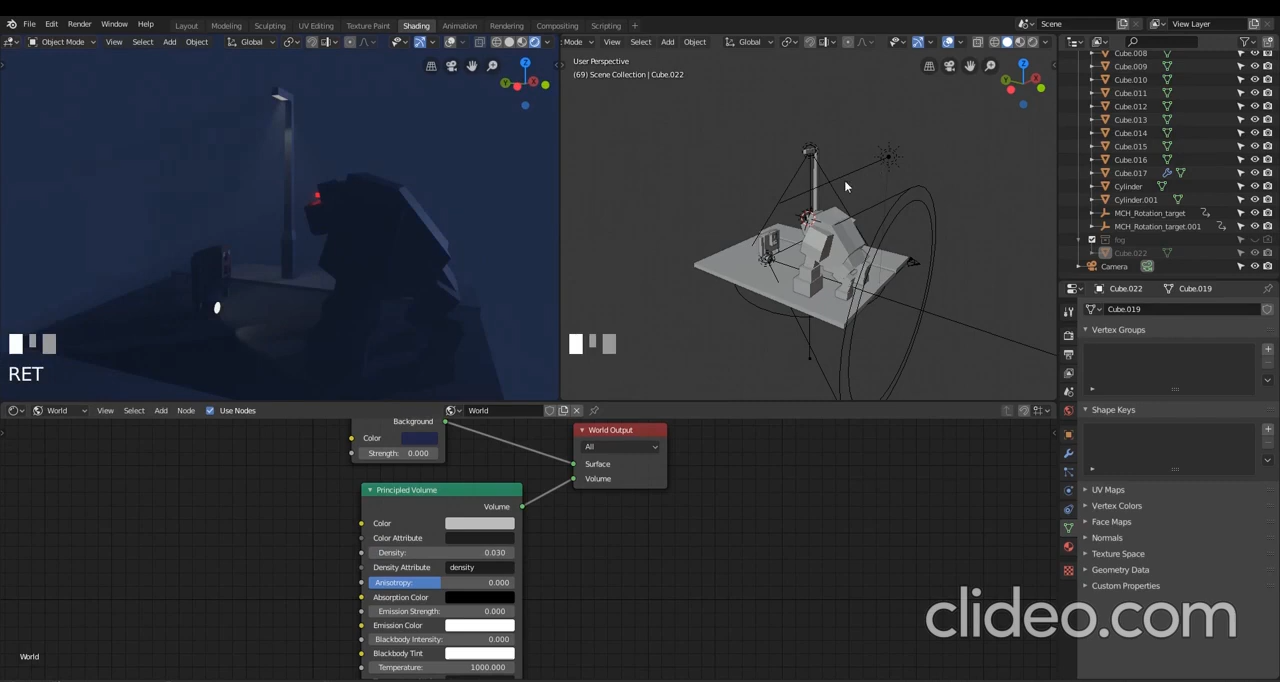 File Edit Render Window Help Layout Modeling Sculpting UV Editing Texture Paint Shading Animation Rendering Compositing Scripting + Scene View Layer
Object Mode View Select Add Object Global
Mode View Select Add Object Global
User Perspective
(69) Scene Collection | Cube.022
Z
Y
X
Z
Y
X
Cube.008
Cube.009
Cube.010
Cube.011
Cube.012
Cube.013
Cube.014
Cube.015
Cube.016
Cube.017
Cylinder
Cylinder.001
MCH_Rotation_target
MCH_Rotation_target.001
fog
Cube.022
Camera
Cube.022 Cube.019
Cube.019
Vertex Groups
Shape Keys
UV Maps
Vertex Colors
Face Maps
Normals
Texture Space
Geometry Data
Custom Properties
RET
World View Select Add Node Use Nodes World
Background
Color
Strength: 0.000
World Output
All
Surface
Volume
Principled Volume
Volume
Color
Color Attribute
Density: 0.030
Density Attribute density
Anisotropy: 0.000
Absorption Color
Emission Strength: 0.000
Emission Color
Blackbody Intensity: 0.000
Blackbody Tint
Temperature: 1000.000
World
clideo.com